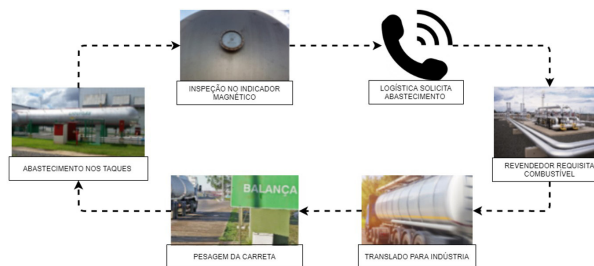 INSPEÇÃO NO INDICADOR
MAGNÉTICO
LOGÍSTICA SOLICITA
ABASTECIMENTO
ABASTECIMENTO NOS TAQUES
REVENDEDOR REQUISITA
COMBUSTÍVEL
BALANÇA
PESAGEM DA CARRETA
TRANSLADO PARA INDÚSTRIA